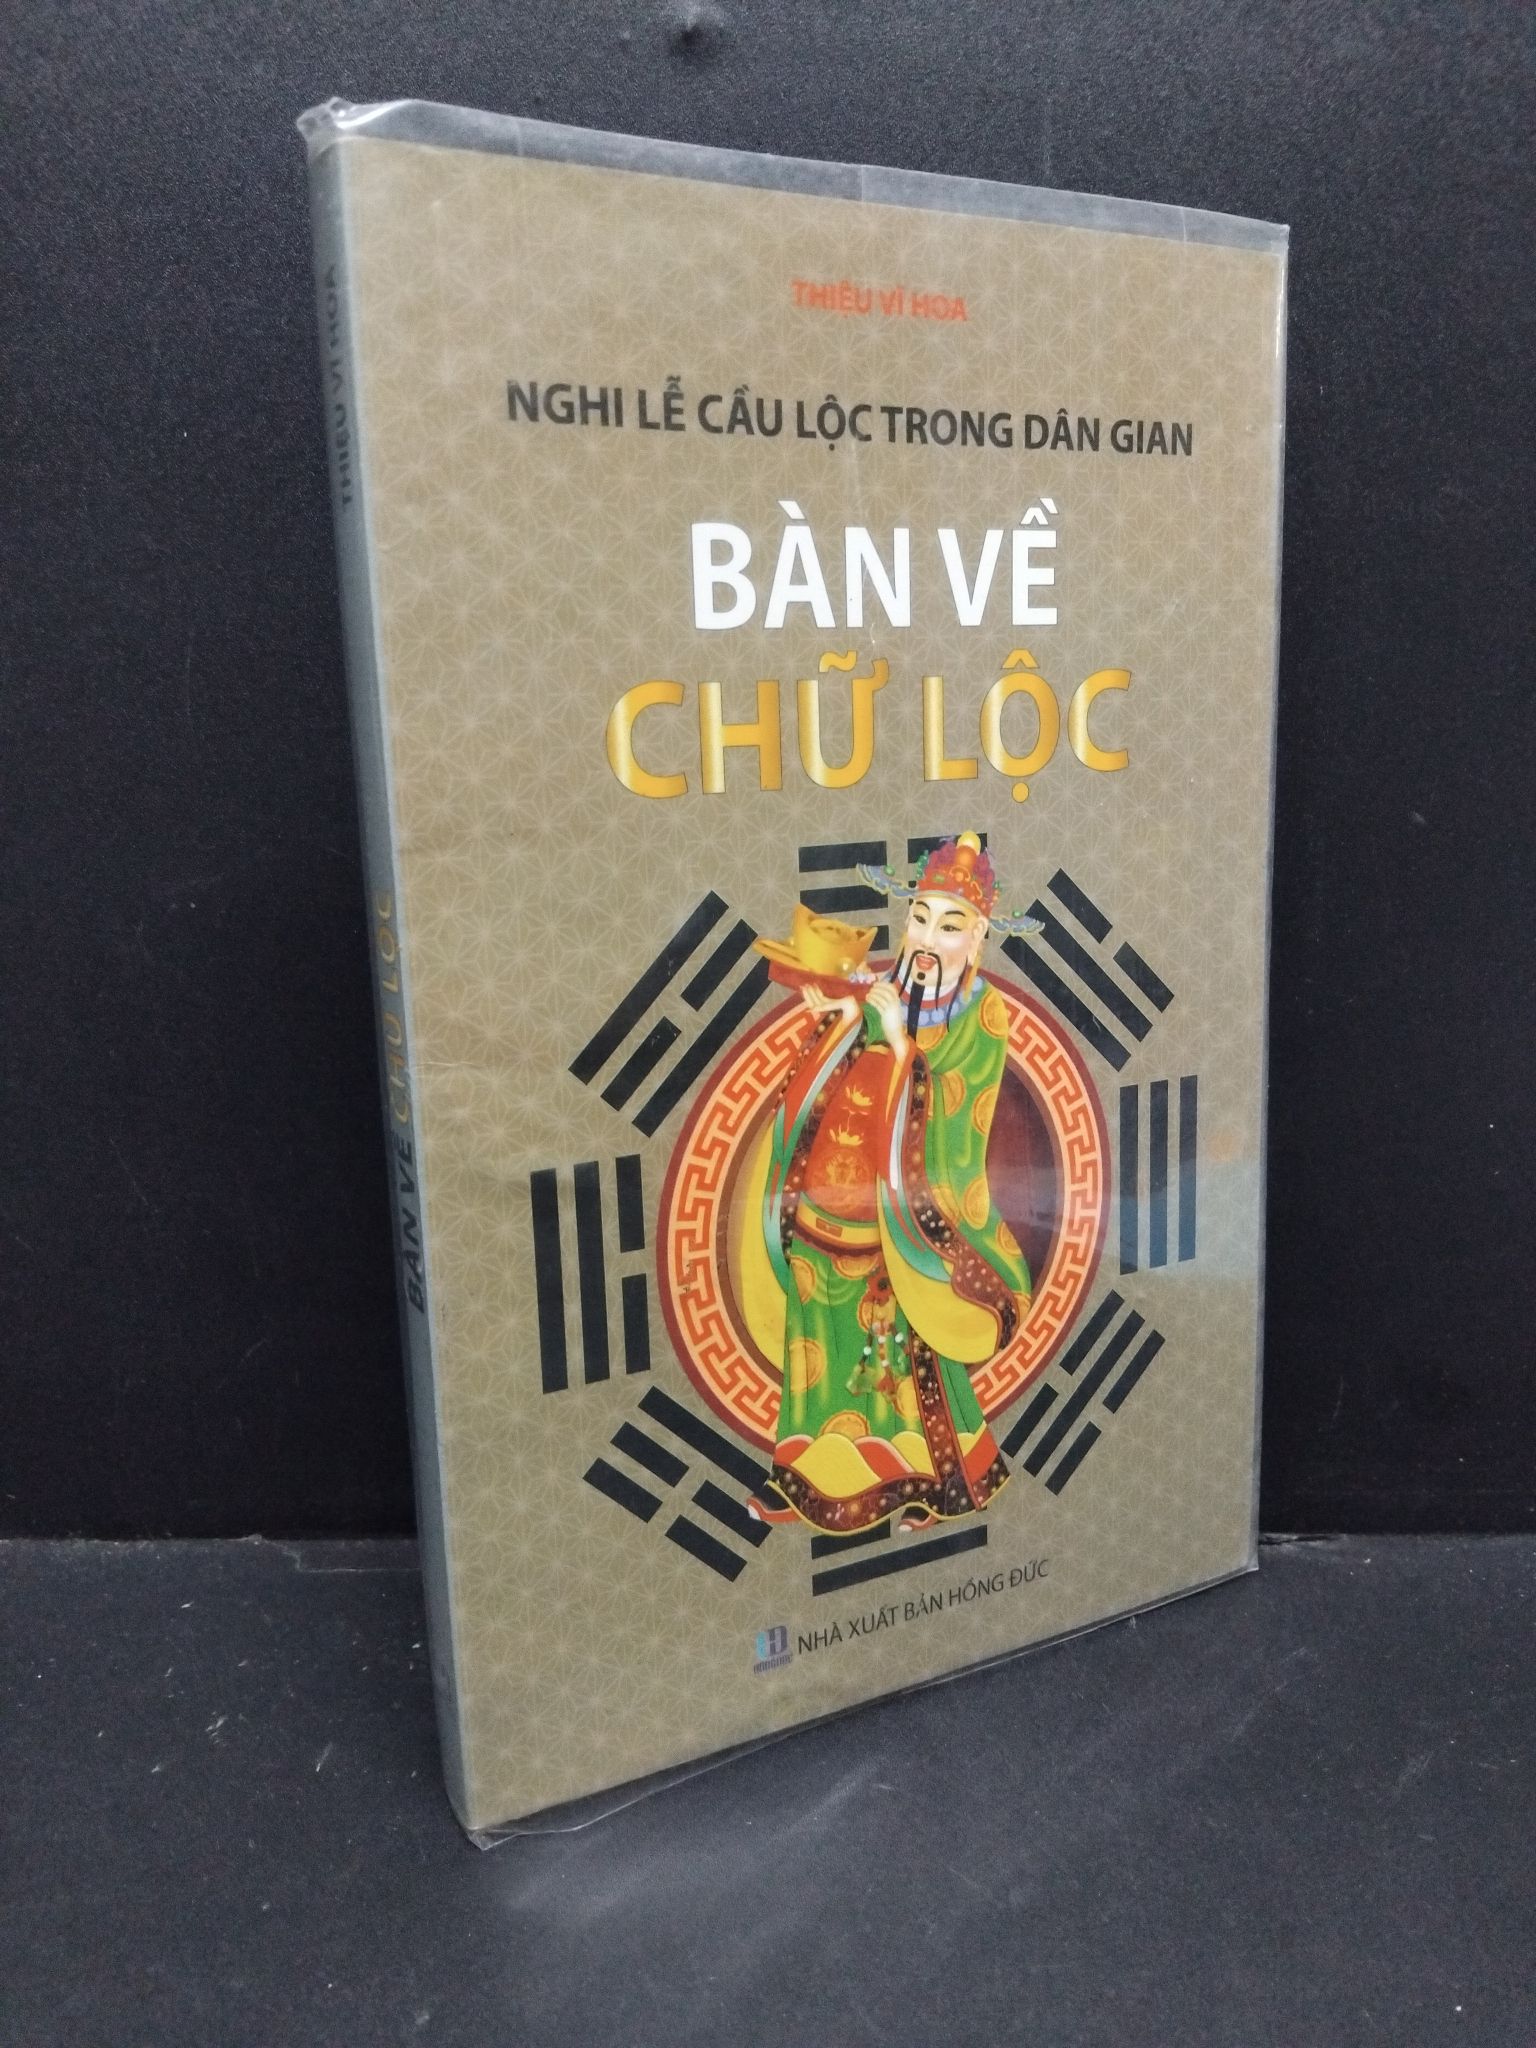 THIỆU VĨ HOA
NGHI LỄ CẦU LỘC TRONG DÂN GIAN
BÀN VỀ
CHỮ LỘC
NHÀ XUẤT BẢN HỒNG ĐỨC
THIỆU VĨ HOA
BÀN VỀ CHỮ LỘC